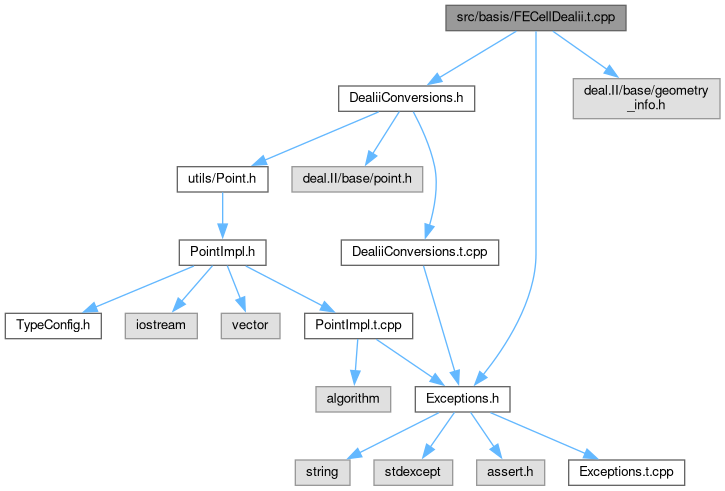 src/basis/FECellDealii.t.cpp
DealiiConversions.h
deal.II/base/geometry
_info.h
utils/Point.h
deal.II/base/point.h
PointImpl.h
DealiiConversions.t.cpp
TypeConfig.h
iostream
vector
PointImpl.t.cpp
algorithm
Exceptions.h
string
stdexcept
assert.h
Exceptions.t.cpp